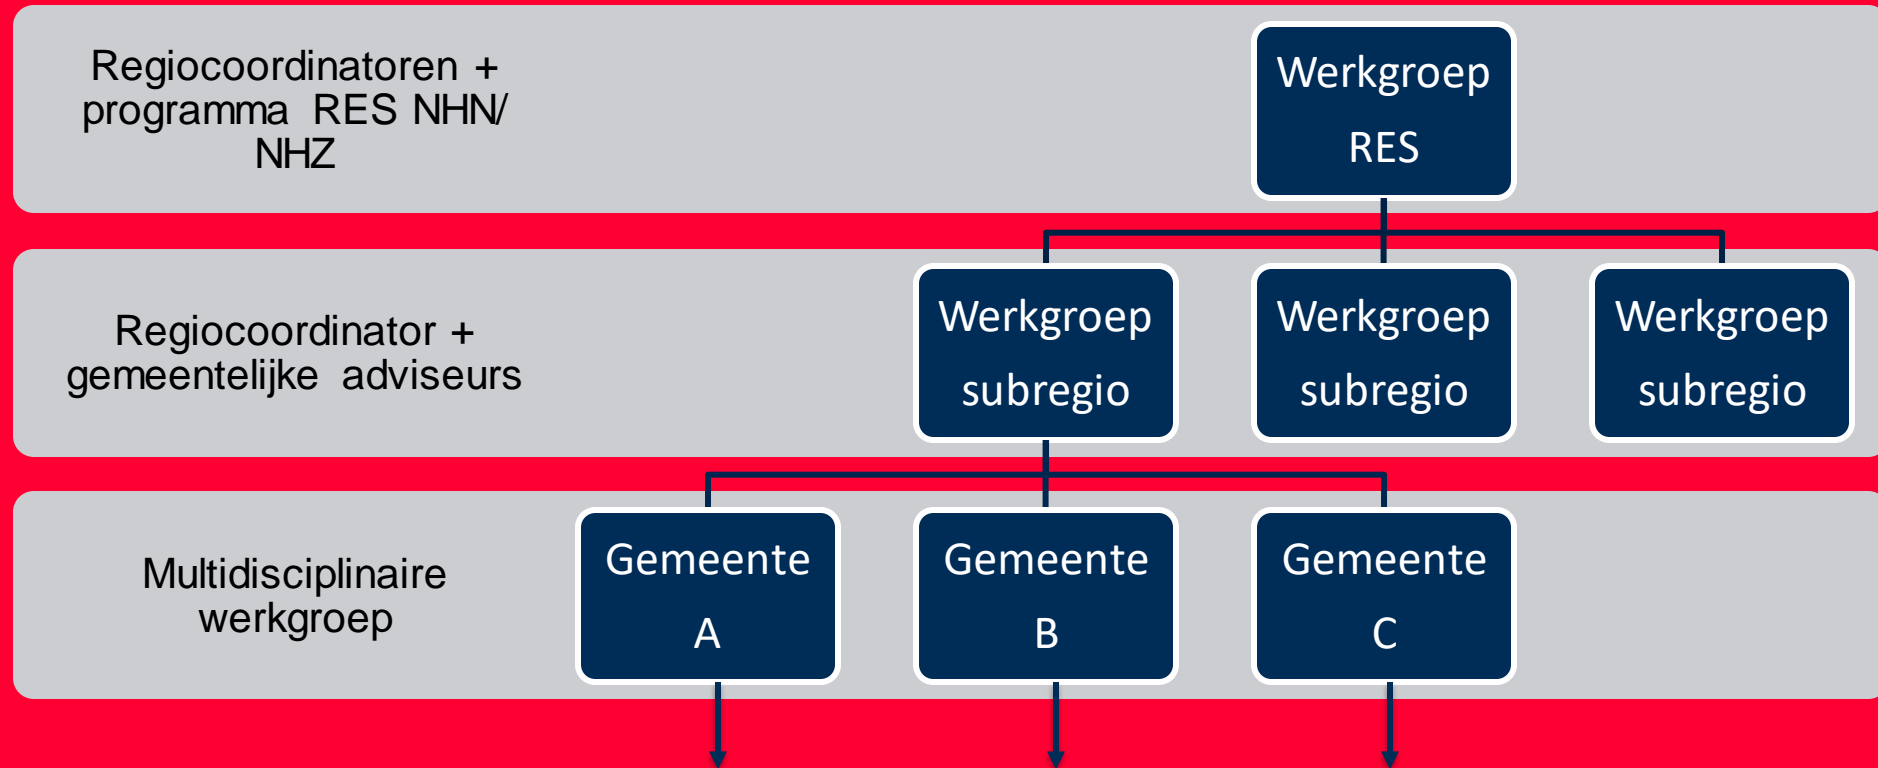 Regiocoordinatoren +
programma RES NHN/
NHZ
Werkgroep
RES
Regiocoordinator +
gemeentelijke adviseurs
Werkgroep
subregio
Werkgroep
subregio
Werkgroep
subregio
Multidisciplinaire
werkgroep
Gemeente
A
Gemeente
B
Gemeente
C